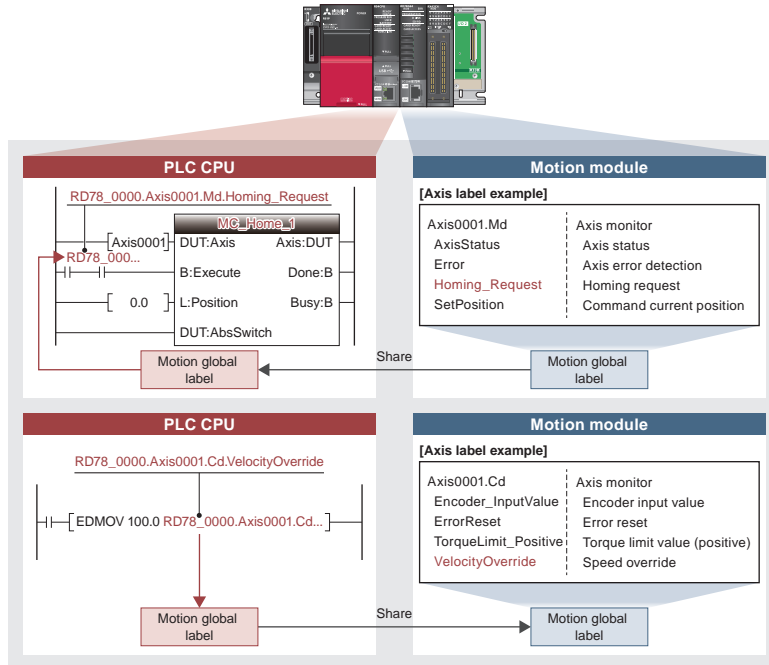 PLC CPU
RD78_0000.Axis0001.Md.Homing_Request
MC_Home_1
Axis0001
DUT:Axis
Axis:DUT
RD78_000...
B:Execute
Done:B
0.0
L:Position
Busy:B
DUT:AbsSwitch
Motion global
label
Share
Motion module
[Axis label example]
Axis0001.Md Axis monitor
AxisStatus Axis status
Error Axis error detection
Homing_Request Homing request
SetPosition Command current position
Motion global
label
PLC CPU
RD78_0000.Axis0001.Cd.VelocityOverride
EDMOV 100.0 RD78_0000.Axis0001.Cd...
Motion global
label
Share
Motion module
[Axis label example]
Axis0001.Cd Axis monitor
Encoder_InputValue Encoder input value
ErrorReset Error reset
TorqueLimit_Positive Torque limit value (positive)
VelocityOverride Speed override
Motion global
label